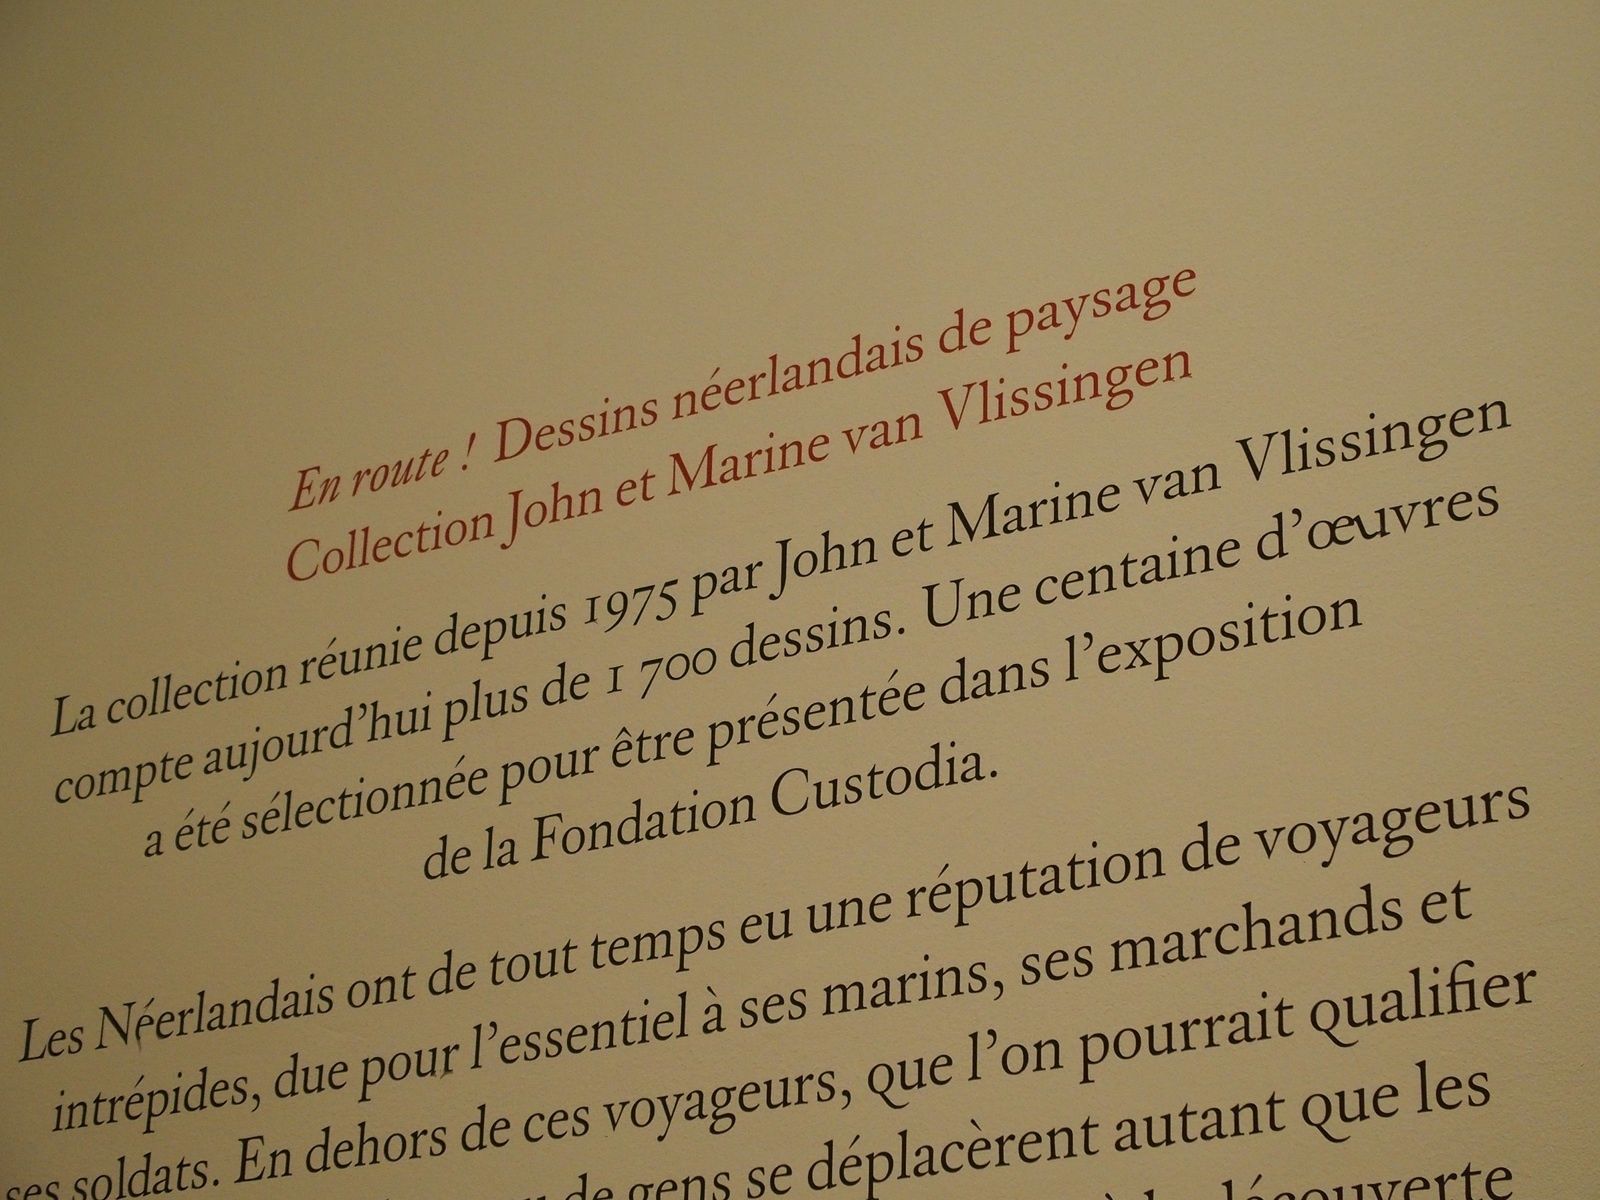 En route ! Dessins néerlandais de paysage
Collection John et Marine van Vlissingen
La collection réunie depuis 1975 par John et Marine van Vlissingen
compte aujourd’hui plus de 1 700 dessins. Une centaine d’œuvres
a été sélectionnée pour être présentée dans l’exposition
de la Fondation Custodia.
Les Néerlandais ont de tout temps eu une réputation de voyageurs
intrépides, due pour l’essentiel à ses marins, ses marchands et
ses soldats. En dehors de ces voyageurs, que l’on pourrait qualifier
de gens se déplacèrent autant que les
découverte